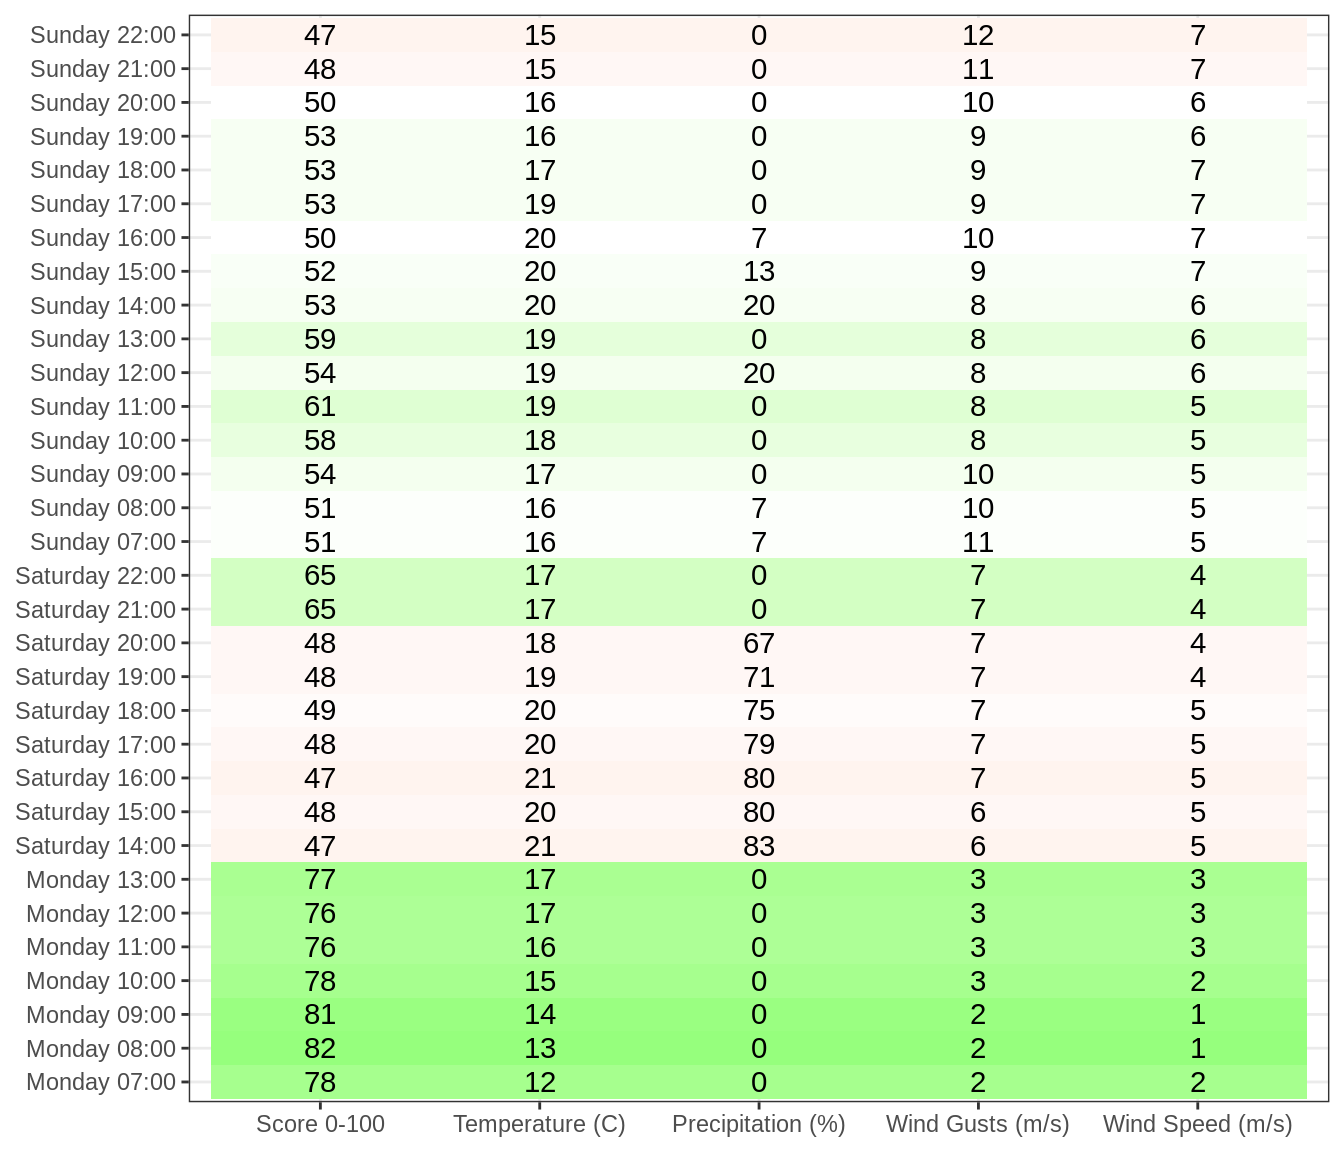 Sunday 22:00 47 15 0 12 7
Sunday 21:00 48 15 0 11 7
Sunday 20:00 50 16 0 10 6
Sunday 19:00 53 16 0 9 6
Sunday 18:00 53 17 0 9 7
Sunday 17:00 53 19 0 9 7
Sunday 16:00 50 20 7 10 7
Sunday 15:00 52 20 13 9 7
Sunday 14:00 53 20 20 8 6
Sunday 13:00 59 19 0 8 6
Sunday 12:00 54 19 20 8 6
Sunday 11:00 61 19 0 8 5
Sunday 10:00 58 18 0 8 5
Sunday 09:00 54 17 0 10 5
Sunday 08:00 51 16 7 10 5
Sunday 07:00 51 16 7 11 5
Saturday 22:00 65 17 0 7 4
Saturday 21:00 65 17 0 7 4
Saturday 20:00 48 18 67 7 4
Saturday 19:00 48 19 71 7 4
Saturday 18:00 49 20 75 7 5
Saturday 17:00 48 20 79 7 5
Saturday 16:00 47 21 80 7 5
Saturday 15:00 48 20 80 6 5
Saturday 14:00 47 21 83 6 5
Monday 13:00 77 17 0 3 3
Monday 12:00 76 17 0 3 3
Monday 11:00 76 16 0 3 3
Monday 10:00 78 15 0 3 2
Monday 09:00 81 14 0 2 1
Monday 08:00 82 13 0 2 1
Monday 07:00 78 12 0 2 2
Score 0-100 Temperature (C) Precipitation (%) Wind Gusts (m/s) Wind Speed (m/s)